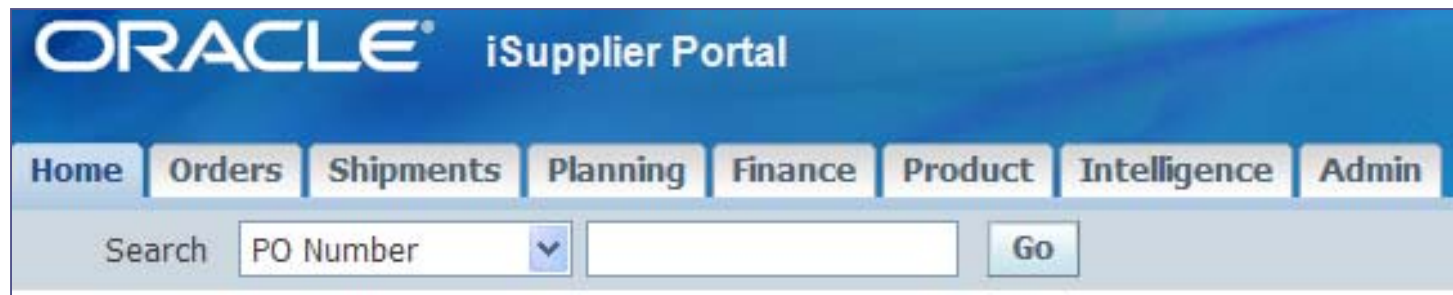 ORACLE® iSupplier Portal
Home Orders Shipments Planning Finance Product Intelligence Admin
Search PO Number Go